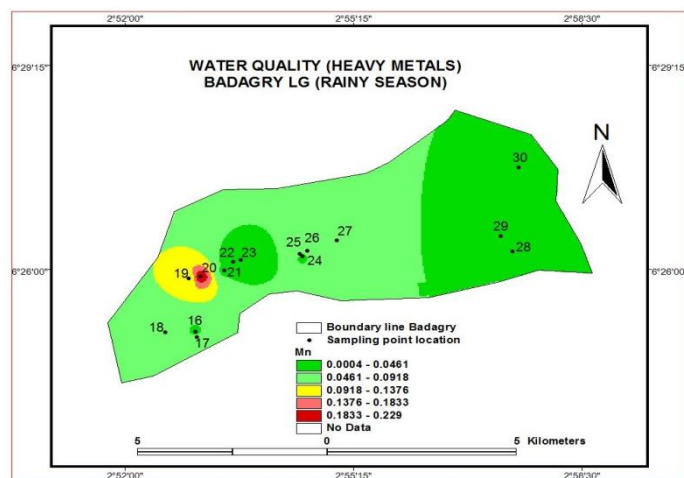 2°52'00" 2°55'15" 2°58'30"
6°29'15" 6°29'15"
WATER QUALITY (HEAVY METALS)
BADAGRY LG (RAINY SEASON)
N
30
29
28
27
26
25
24
22 23
21
20
19
6°26'00" 6°26'00"
18 16
17
Boundary line Badagry
Sampling point location
Mn
0.0004 - 0.0461
0.0461 - 0.0918
0.0918 - 0.1376
0.1376 - 0.1833
0.1833 - 0.229
No Data
5 0 5 Kilometers
2°52'00" 2°55'15" 2°58'30"